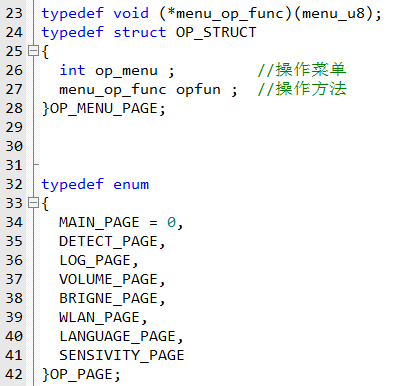 23 typedef void (*menu_op_func)(menu_u8);
24 typedef struct OP_STRUCT
25 {
26 int op_menu ; //操作菜单
27 menu_op_func opfun ; //操作方法
28 }OP_MENU_PAGE;
29
30
31
32 typedef enum
33 {
34 MAIN_PAGE = 0,
35 DETECT_PAGE,
36 LOG_PAGE,
37 VOLUME_PAGE,
38 BRIGNE_PAGE,
39 WLAN_PAGE,
40 LANGUAGE_PAGE,
41 SENSIVITY_PAGE
42 }OP_PAGE;